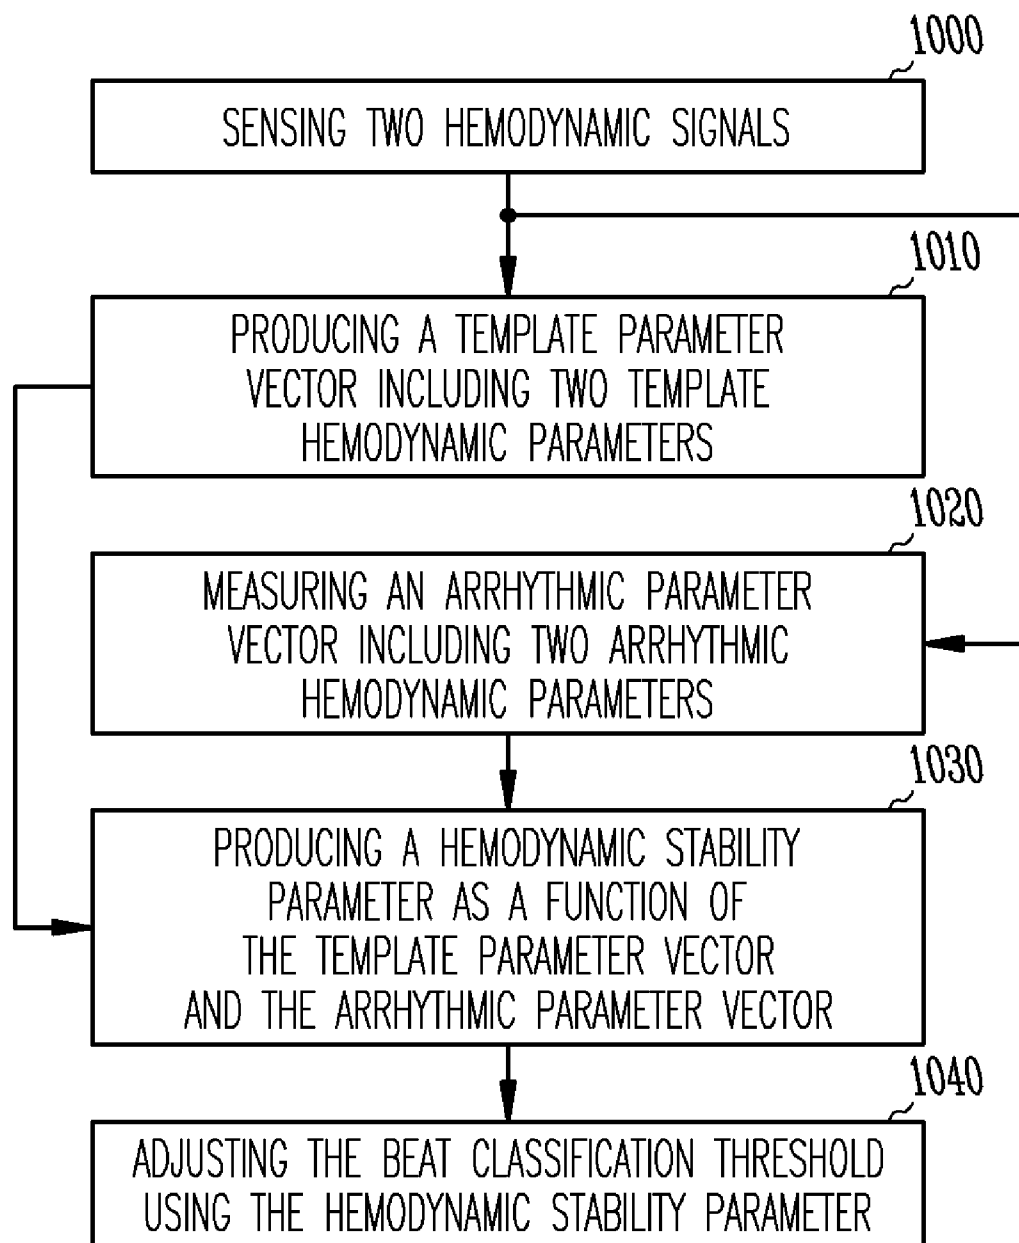 1000
SENSING TWO HEMODYNAMIC SIGNALS
1010
PRODUCING A TEMPLATE PARAMETER
VECTOR INCLUDING TWO TEMPLATE
HEMODYNAMIC PARAMETERS
1020
MEASURING AN ARRHYTHMIC PARAMETER
VECTOR INCLUDING TWO ARRHYTHMIC
HEMODYNAMIC PARAMETERS
1030
PRODUCING A HEMODYNAMIC STABILITY
PARAMETER AS A FUNCTION OF
THE TEMPLATE PARAMETER VECTOR
AND THE ARRHYTHMIC PARAMETER VECTOR
1040
ADJUSTING THE BEAT CLASSIFICATION THRESHOLD
USING THE HEMODYNAMIC STABILITY PARAMETER